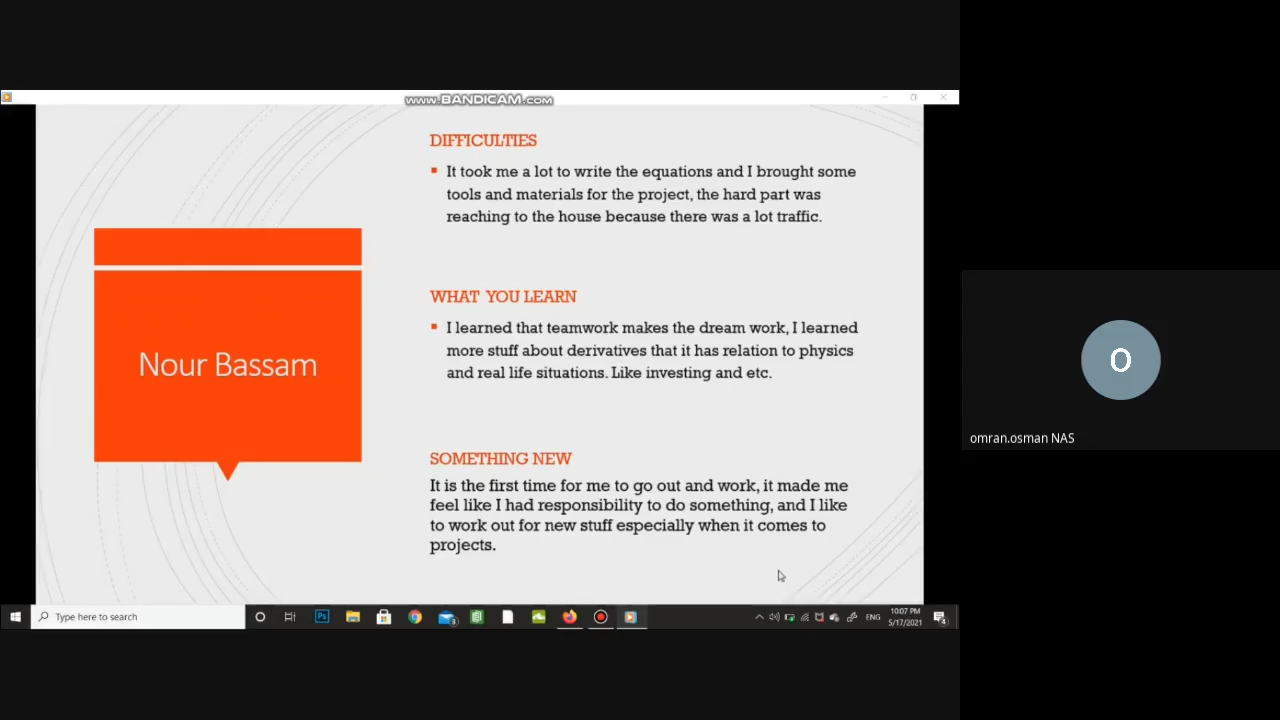 www.BANDICAM.com
DIFFICULTIES
It took me a lot to write the equations and I brought some
tools and materials for the project, the hard part was
reaching to the house because there was a lot traffic.
Nour Bassam
WHAT YOU LEARN
I learned that teamwork makes the dream work, I learned
more stuff about derivatives that it has relation to physics
and real life situations. Like investing and etc.
SOMETHING NEW
It is the first time for me to go out and work, it made me
feel like I had responsibility to do something, and I like
to work out for new stuff especially when it comes to
projects.
O
omran.osman NAS
Type here to search
Ps
3
ENG
10:07 PM
5/17/2021
4